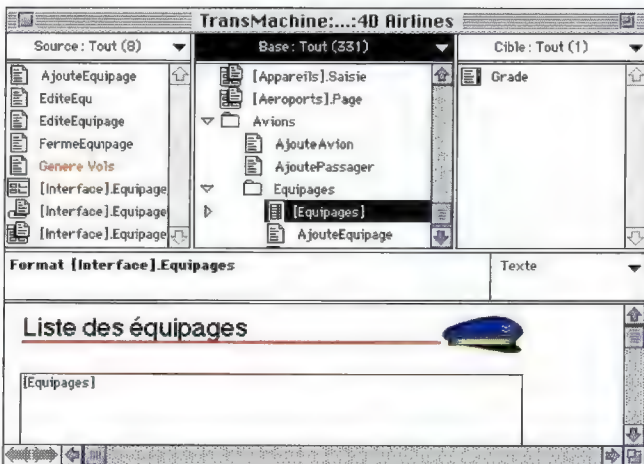 TransMachine:...:4D Airlines
Source : Tout (8)
AjouteEquipage
EditeEqu
EditeEquipage
FermeEqunpage
Genere Vols
[Interface].Equipage
[Interface].Equipage
[Interface].Equipage
Base : Tout (331)
[Appareils].Saisie
[Aeroports].Page
Avions
AjouteAvion
AjoutePassager
Equipages
[Equipages]
AjouteEquipage
Cible : Tout (1)
Grade
Format [Interface].Equipages
Texte
Liste des équipages
[Equipages]